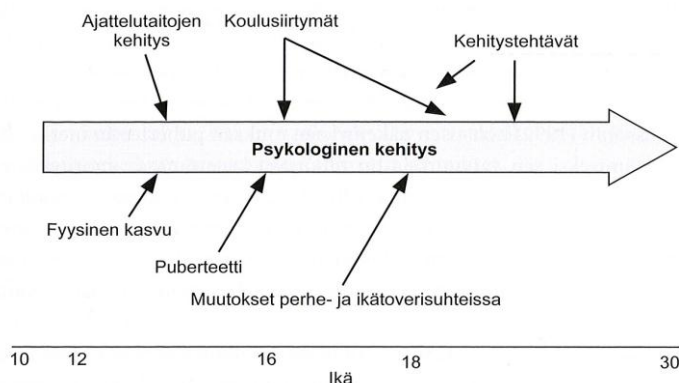 Ajattelutaitojen
kehitys
Koulusiirtymät
Kehitystehtävät
Psykologinen kehitys
Fyysinen kasvu
Puberteetti
Muutokset perhe- ja ikätoverisuhteissa
10 12 16 18 30
Ikä